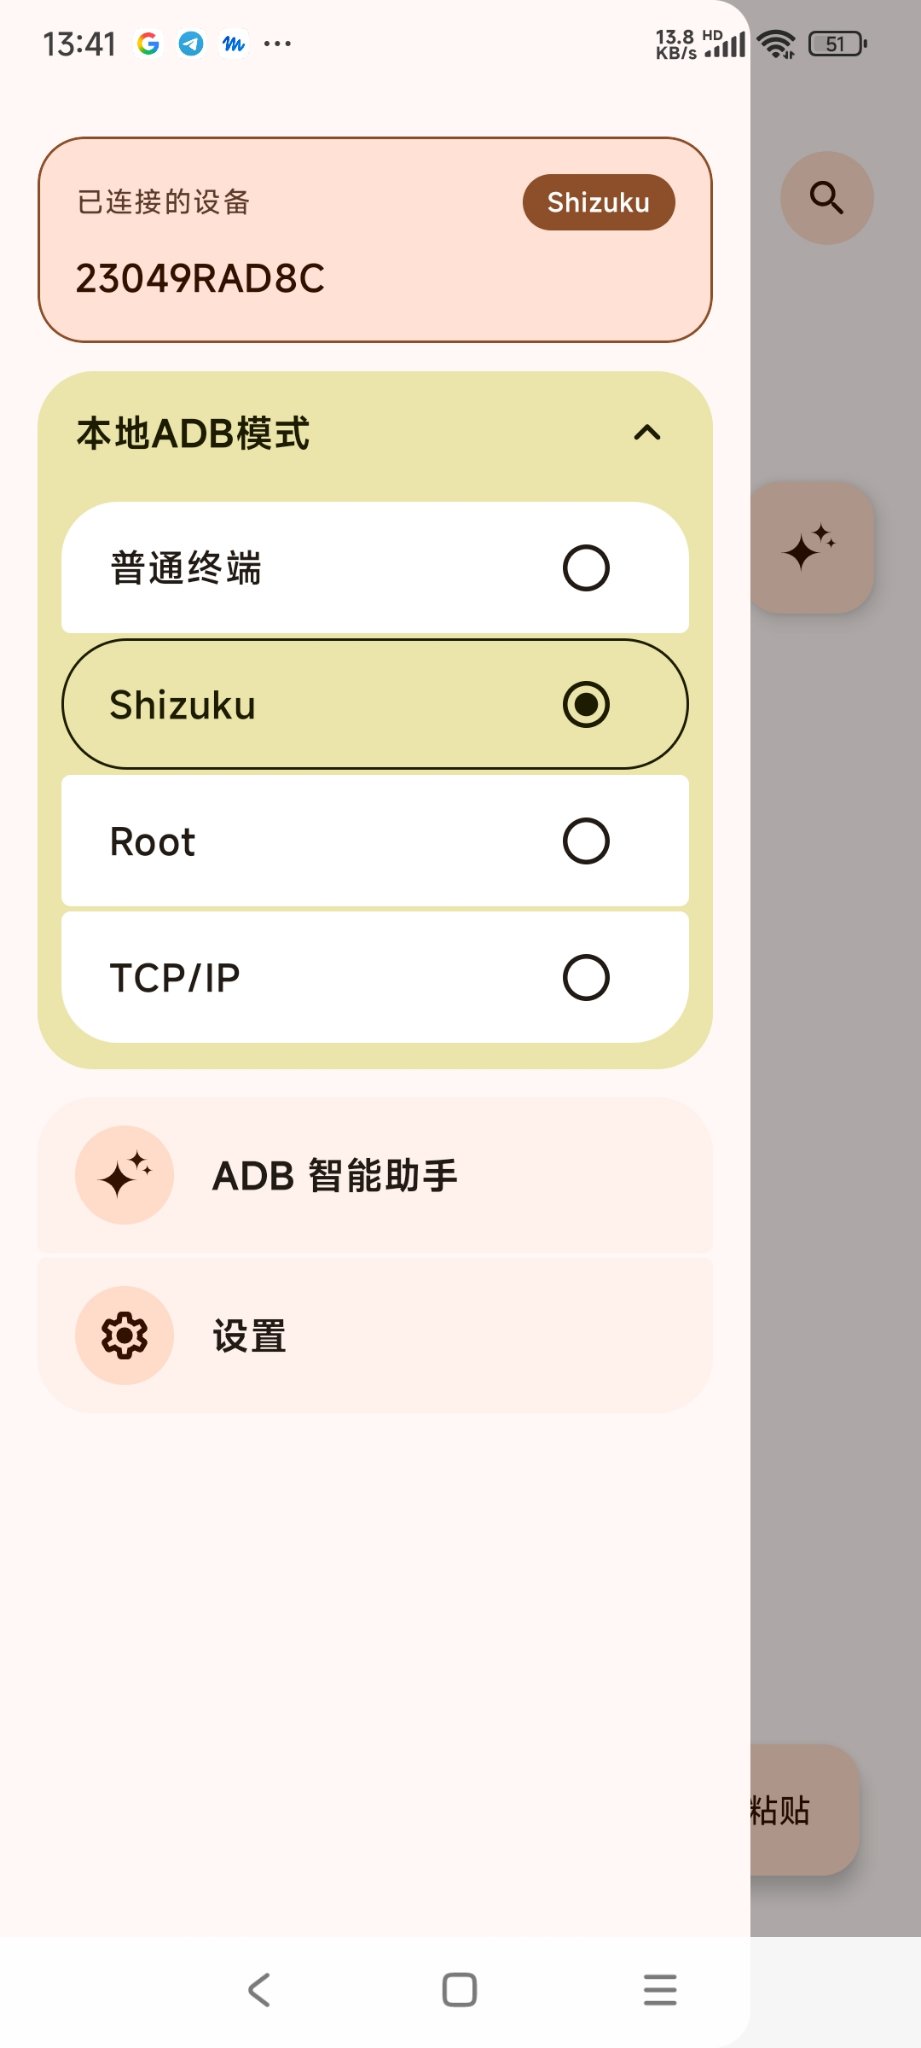 13:41
13.8 KB/s HD 51
已连接的设备
Shizuku
23049RAD8C
本地ADB模式
普通终端
Shizuku
Root
TCP/IP
ADB 智能助手
设置
粘贴